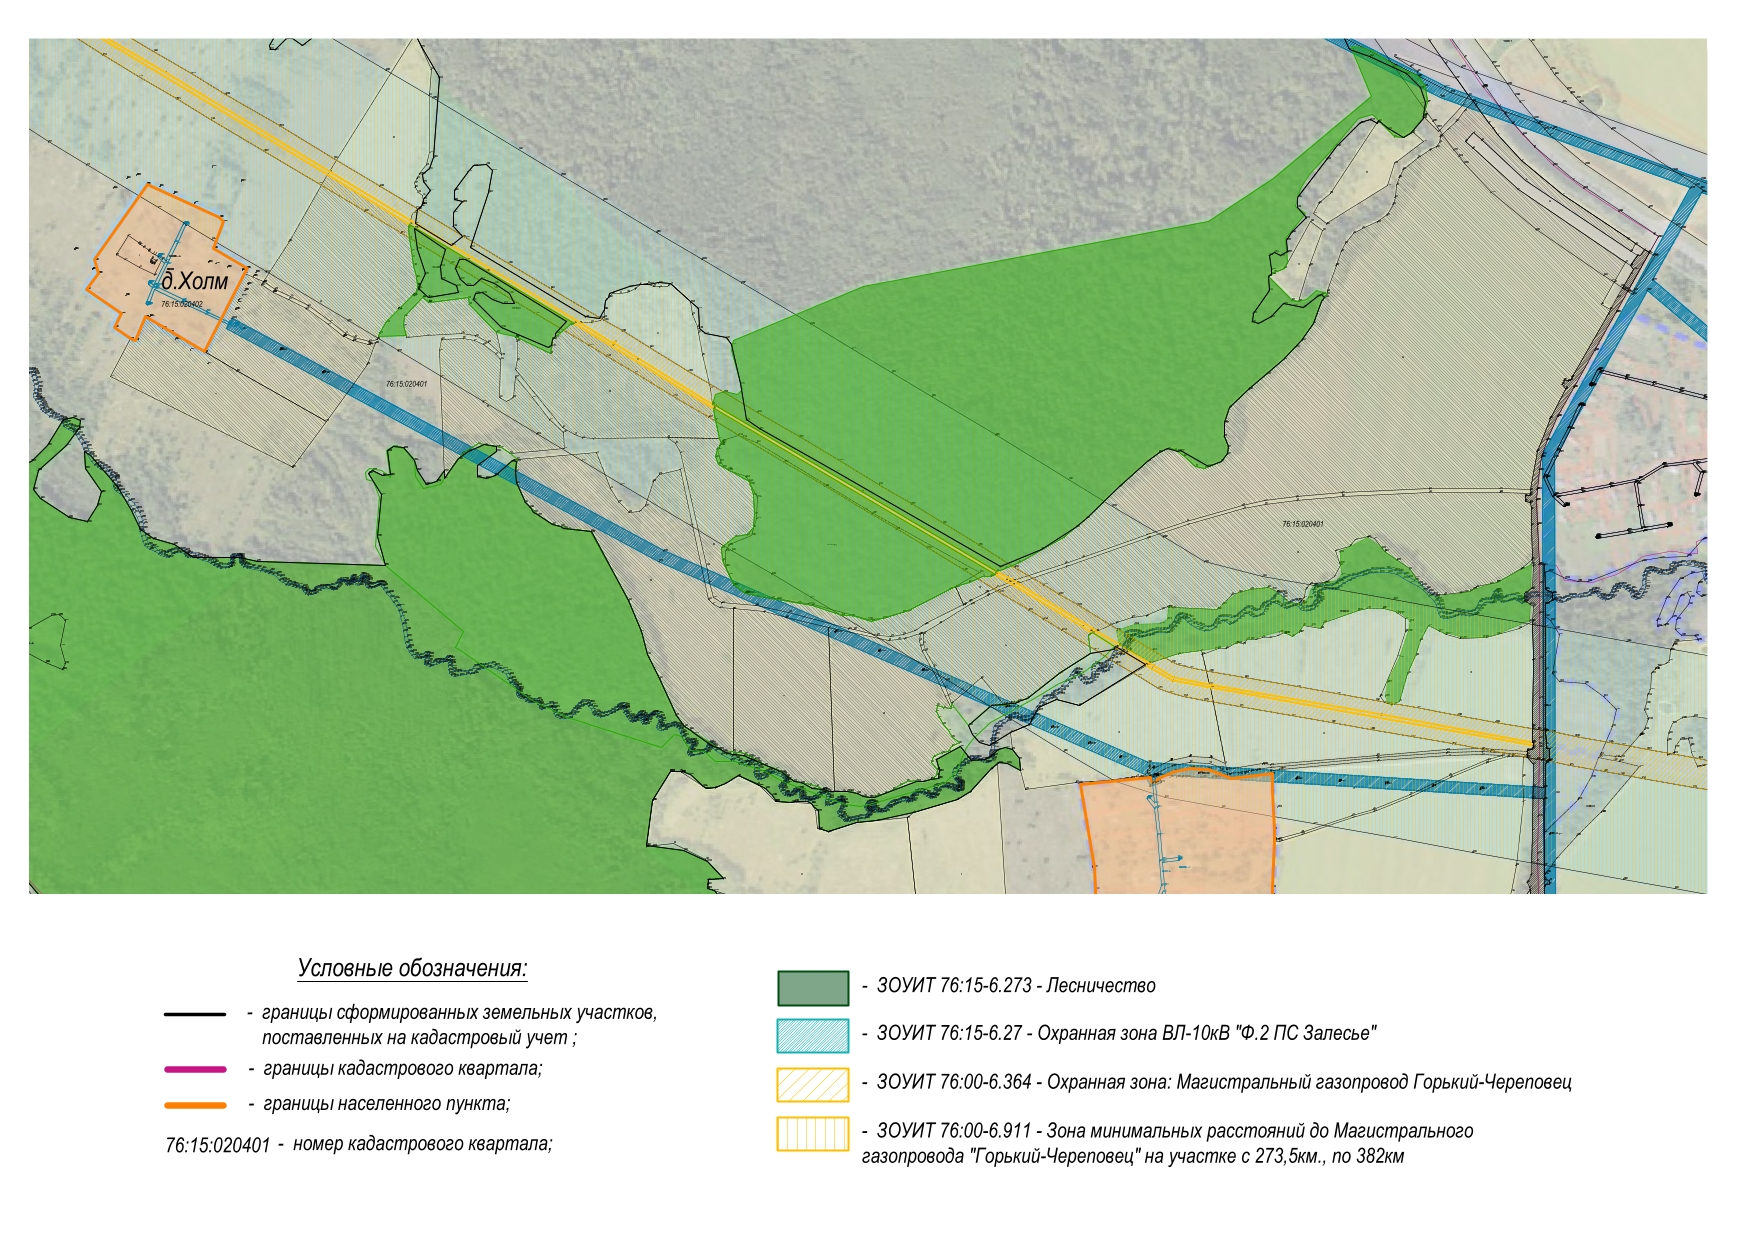 д.Холм
76:15:020402
76:15:020401
76:15:020401
Условные обозначения:
- границы сформированных земельных участков,
поставленных на кадастровый учет ;
- границы кадастрового квартала;
- границы населенного пункта;
76:15:020401 - номер кадастрового квартала;
- ЗОУИТ 76:15-6.273 - Лесничество
- ЗОУИТ 76:15-6.27 - Охранная зона ВЛ-10кВ "Ф.2 ПС Залесье"
- ЗОУИТ 76:00-6.364 - Охранная зона: Магистральный газопровод Горький-Череповец
- ЗОУИТ 76:00-6.911 - Зона минимальных расстояний до Магистрального
газопровода "Горький-Череповец" на участке с 273,5км., по 382км